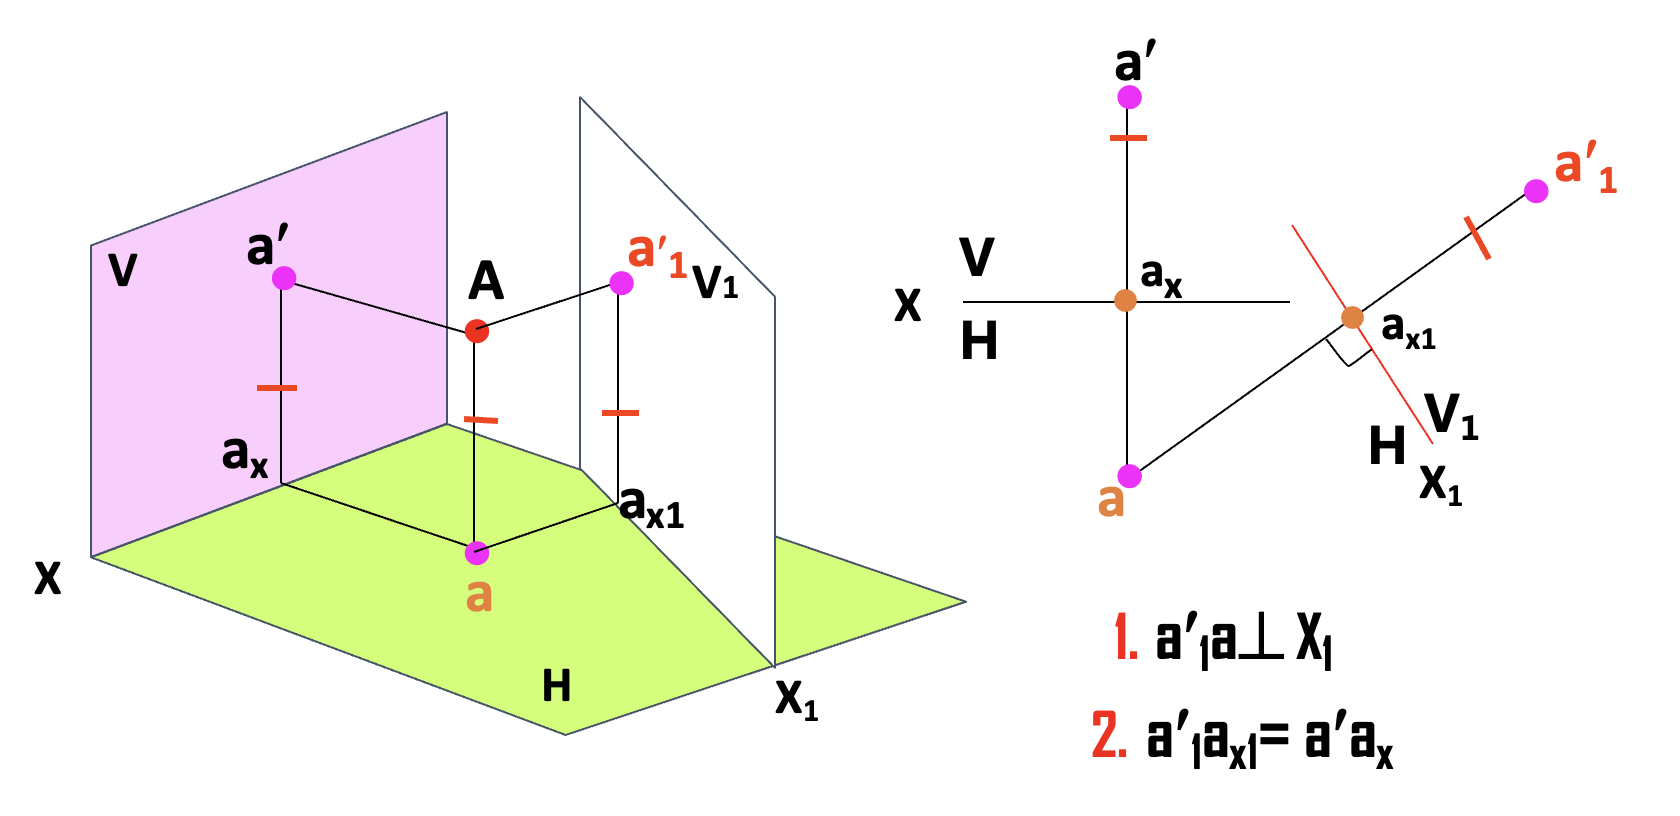 V
a′
A
a′₁
V₁
aₓ
aₓ₁
a
X
H
X₁
a′
a′₁
V
aₓ
X
H
aₓ₁
V₁
H
X₁
a
1. a′₁a⊥ X₁
2. a′₁aₓ₁= a′aₓ